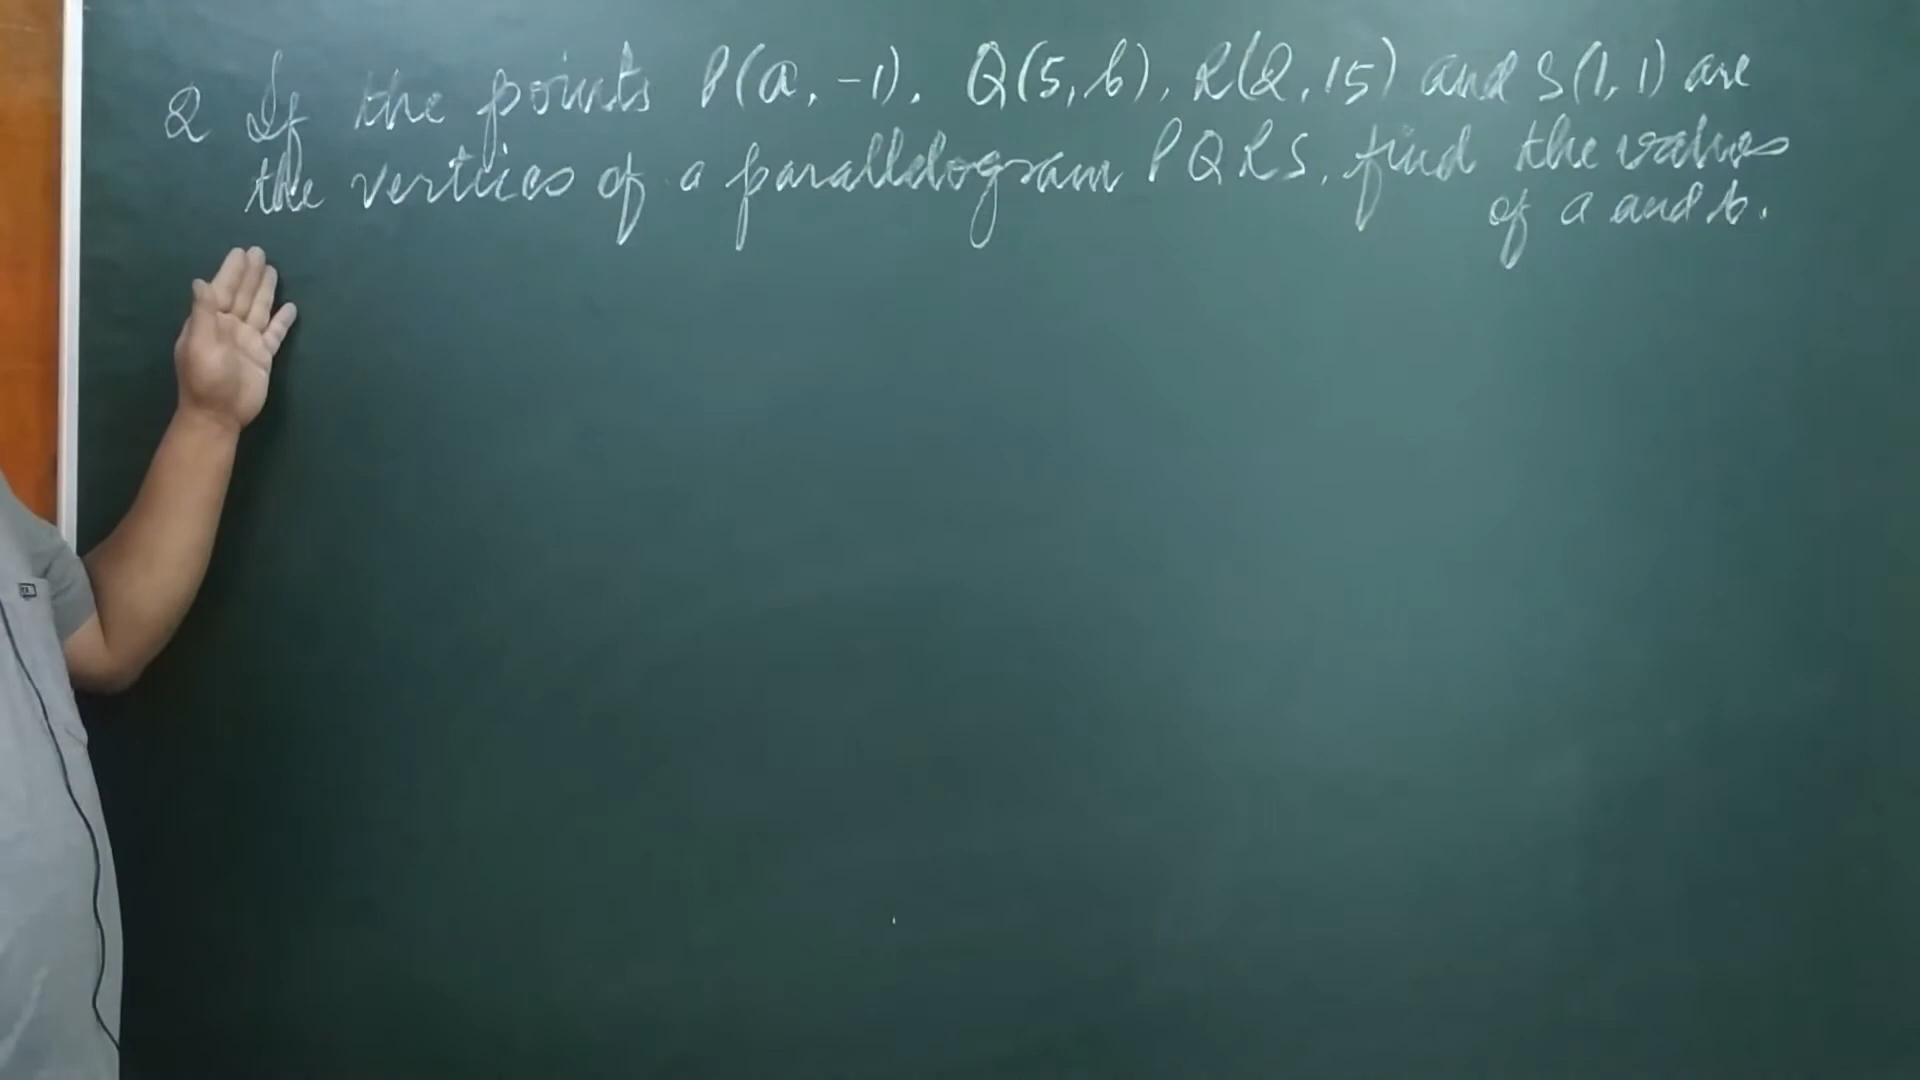 Q If the points P(a, -1), Q(5, b), R(2, 15) and S(1, 1) are
the vertices of a parallelogram PQRS, find the values
of a and b.